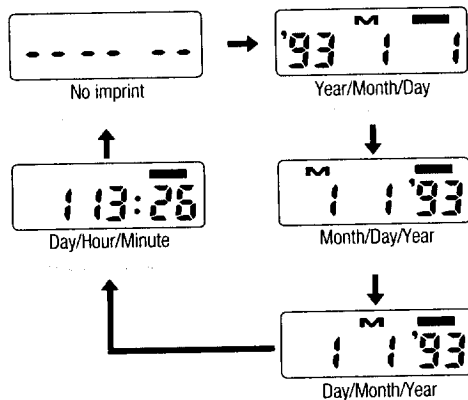 -- -- -- -- -- --
No imprint
M
'93 1 1
Year/Month/Day
M
1 1 '93
Month/Day/Year
M
1 1 '93
Day/Month/Year
1 13:26
Day/Hour/Minute